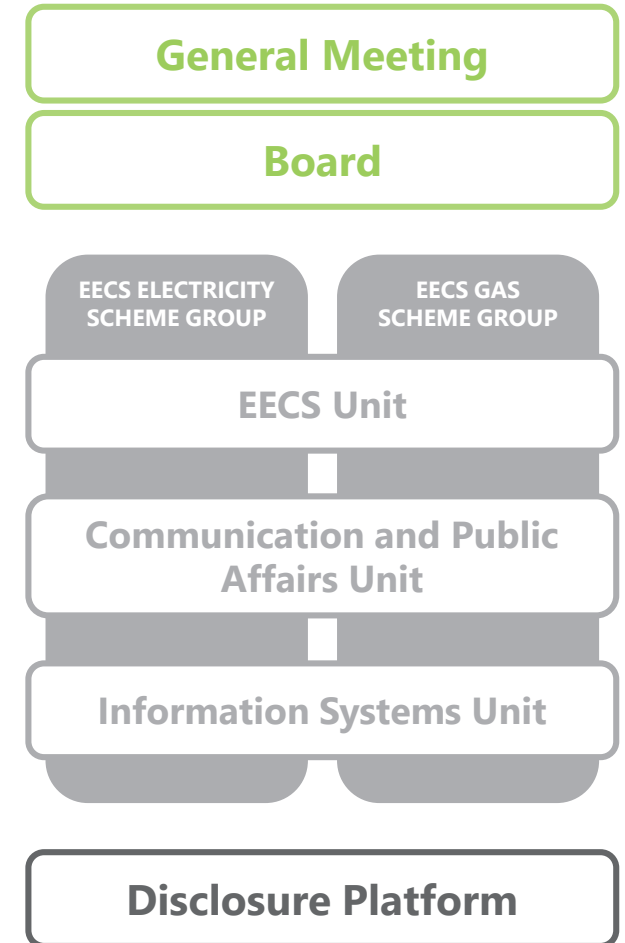 General Meeting
Board
EECS ELECTRICITY
SCHEME GROUP
EECS GAS
SCHEME GROUP
EECS Unit
Communication and Public
Affairs Unit
Information Systems Unit
Disclosure Platform